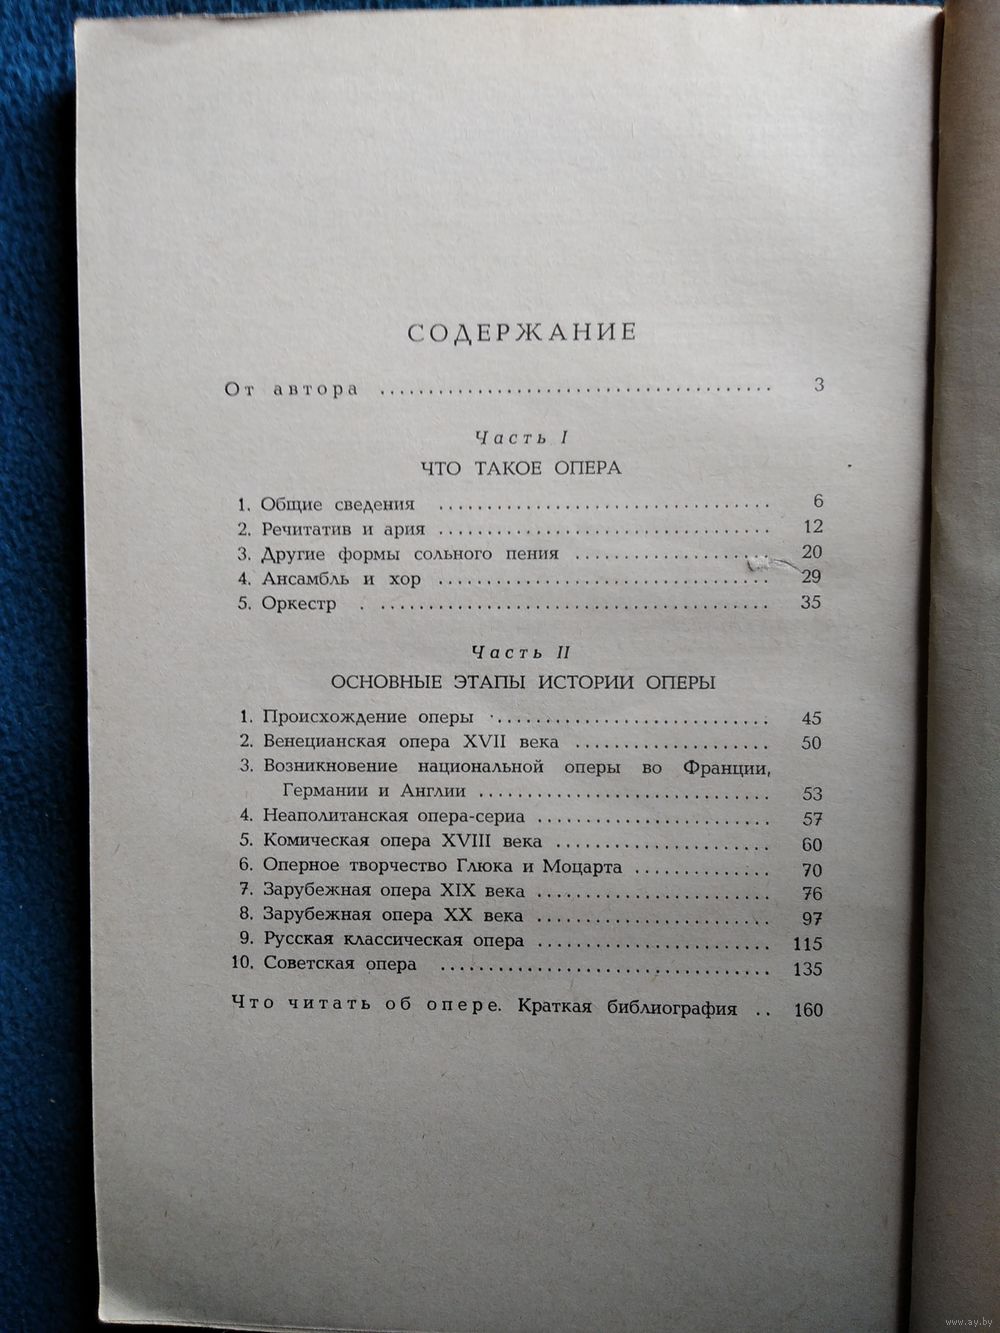 СОДЕРЖАНИЕ
От автора ........................................ 3
Часть I
ЧТО ТАКОЕ ОПЕРА
1. Общие сведения .................................. 6
2. Речитатив и ария .................................. 12
3. Другие формы сольного пения .................... 20
4. Ансамбль и хор .................................. 29
5. Оркестр . ........................................ 35
Часть II
ОСНОВНЫЕ ЭТАПЫ ИСТОРИИ ОПЕРЫ
1. Происхождение оперы ............................ 45
2. Венецианская опера XVII века .................... 50
3. Возникновение национальной оперы во Франции,
Германии и Англии .............................. 53
4. Неаполитанская опера-сериа ........................ 57
5. Комическая опера XVIII века ...................... 60
6. Оперное творчество Глюка и Моцарта .............. 70
7. Зарубежная опера XIX века ........................ 76
8. Зарубежная опера XX века ........................ 97
9. Русская классическая опера ........................ 115
10. Советская опера .................................. 135
Что читать об опере. Краткая библиография .. 160
www.ay.by